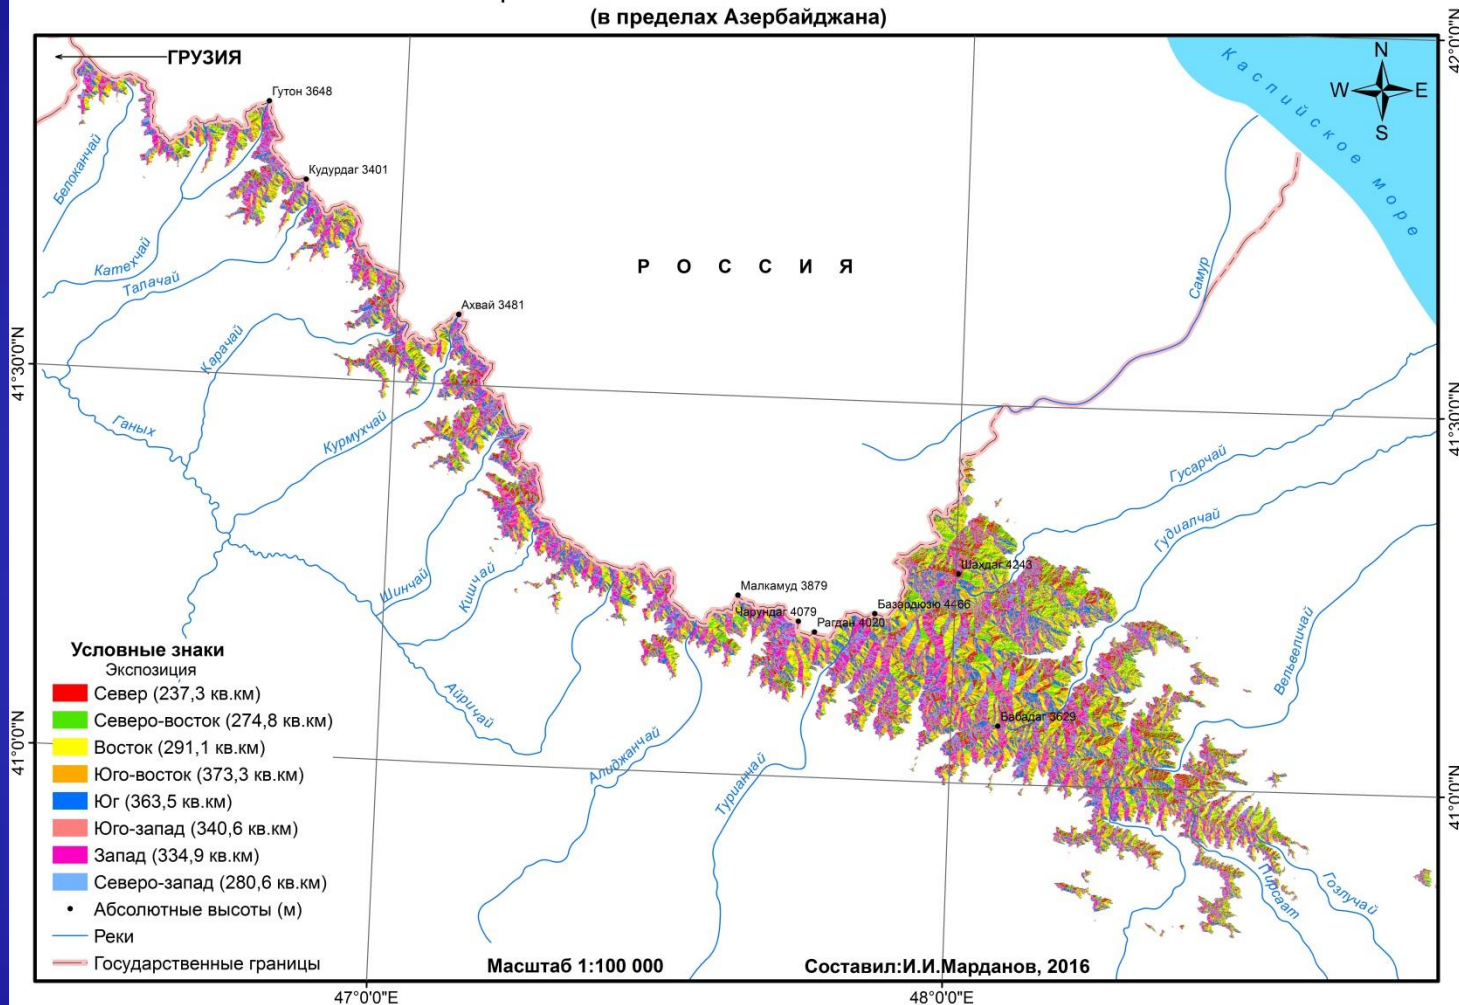 (в пределах Азербайджана)
42°0'0"N
ГРУЗИЯ
Каспийское море
N
W E
S
Гутон 3648
Кудурдаг 3401
Белоканчай
Катехчай
Талачай
РОССИЯ
Самур
Ахвай 3481
Карачай
41°30'0"N
41°30'0"N
Ганых
Курмухчай
Гусарчай
Гудиалчай
Шахдаг 4243
Шинчай
Кишчай
Малкамуд 3879
Чарундаг 4079
Базардюзю 4466
Рагдан 4020
Вельвеличай
Айричай
Бабадаг 3629
Алиджанчай
Турианчай
41°0'0"N
41°0'0"N
Пирсаат
Гозлучай
Условные знаки
Экспозиция
Север (237,3 кв.км)
Северо-восток (274,8 кв.км)
Восток (291,1 кв.км)
Юго-восток (373,3 кв.км)
Юг (363,5 кв.км)
Юго-запад (340,6 кв.км)
Запад (334,9 кв.км)
Северо-запад (280,6 кв.км)
Абсолютные высоты (м)
Реки
Государственные границы
Масштаб 1:100 000
Составил:И.И.Марданов, 2016
47°0'0"E
48°0'0"E